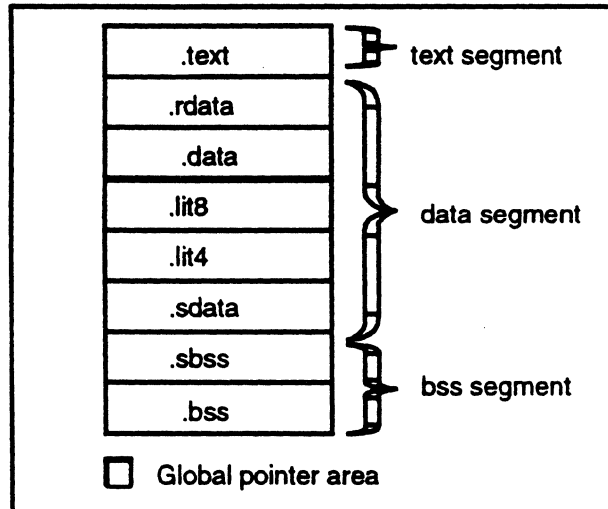 .text
text segment
.rdata
.data
.lit8
data segment
.lit4
.sdata
.sbss
bss segment
.bss
Global pointer area